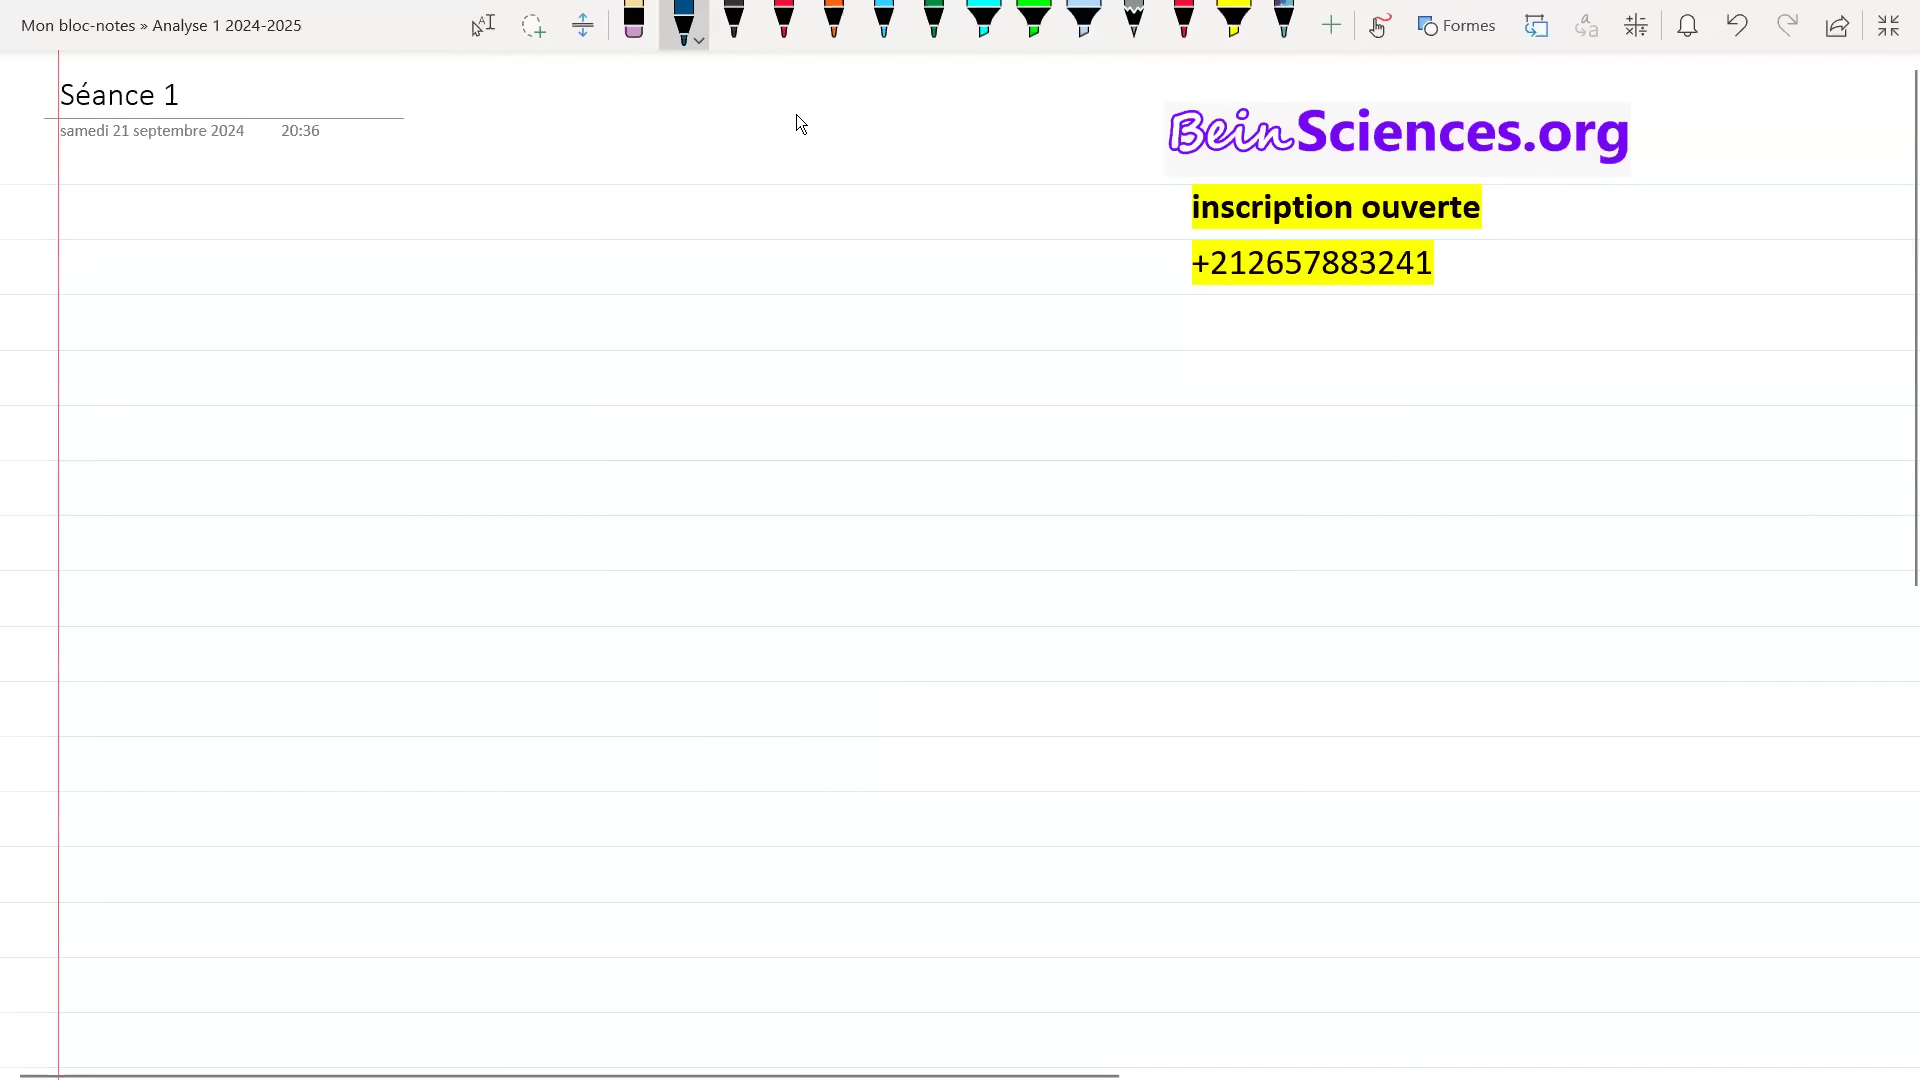 Mon bloc-notes » Analyse 1 2024-2025
Formes
Séance 1
samedi 21 septembre 2024 20:36
BeinSciences.org
inscription ouverte
+212657883241